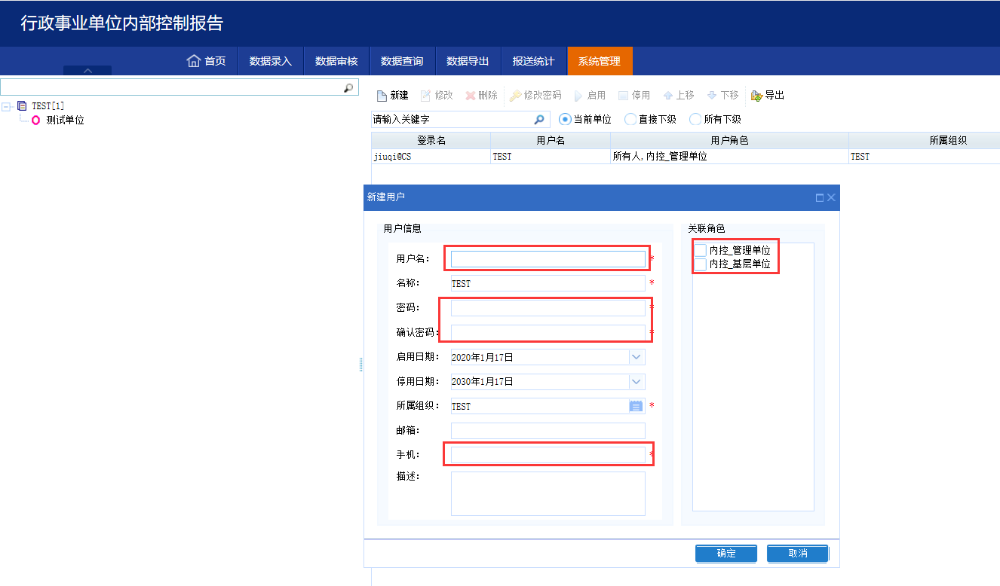 行政事业单位内部控制报告
首页 数据录入 数据审核 数据查询 数据导出 报送统计 系统管理
TEST[1]
测试单位
新建 修改 删除 修改密码 启用 停用 上移 下移 导出
请输入关键字 当前单位 直接下级 所有下级
登录名 用户名 用户角色 所属组织
jiuqi@CS TEST 所有人,内控_管理单位 TEST
新建用户
用户信息
用户名： *
名称： TEST *
密码： *
确认密码： *
启用日期： 2020年1月17日
停用日期： 2030年1月17日
所属组织： TEST *
邮箱：
手机： *
描述：
关联角色
内控_管理单位
内控_基层单位
确定 取消